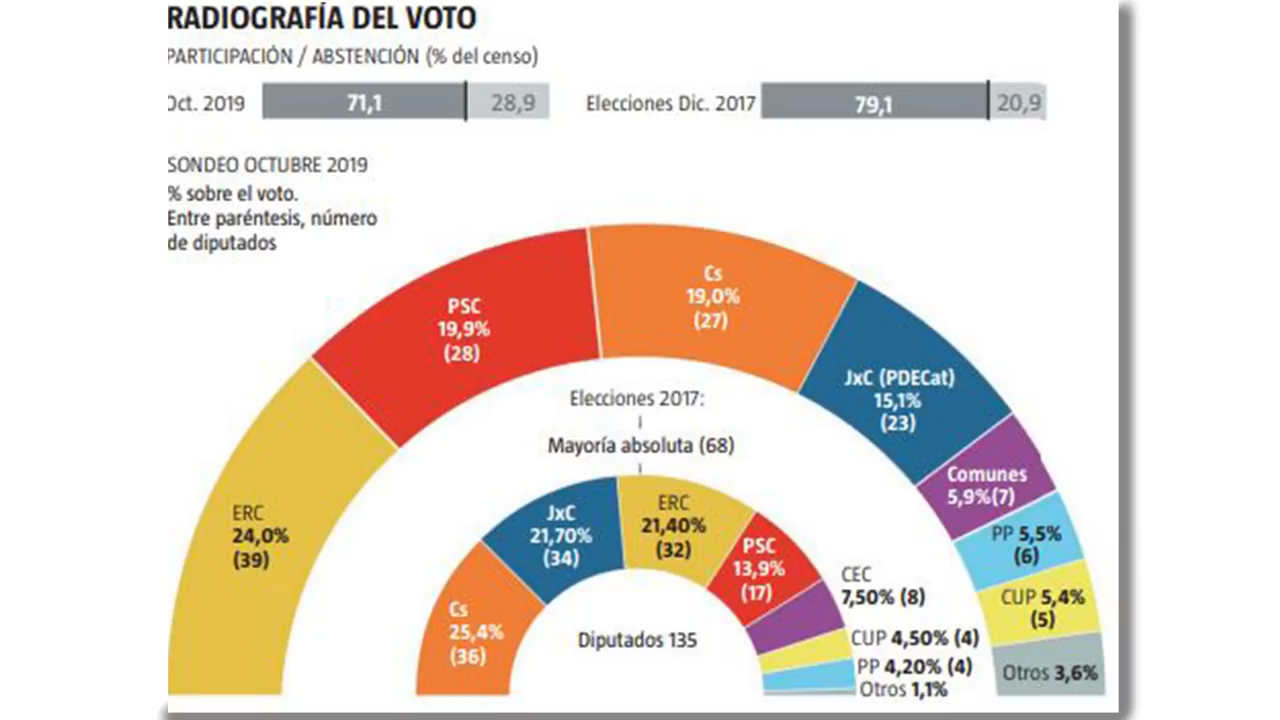 RADIOGRAFÍA DEL VOTO
PARTICIPACIÓN / ABSTENCIÓN (% del censo)
Oct. 2019 71,1 28,9 Elecciones Dic. 2017 79,1 20,9
SONDEO OCTUBRE 2019
% sobre el voto.
Entre paréntesis, número
de diputados
ERC
24,0%
(39)
PSC
19,9%
(28)
Cs
19,0%
(27)
JxC (PDECat)
15,1%
(23)
Comunes
5,9%(7)
PP 5,5%
(6)
CUP 5,4%
(5)
Otros 3,6%
Elecciones 2017:
Mayoría absoluta (68)
Cs
25,4%
(36)
JxC
21,70%
(34)
ERC
21,40%
(32)
PSC
13,9%
(17)
CEC
7,50% (8)
CUP 4,50% (4)
PP 4,20% (4)
Otros 1,1%
Diputados 135